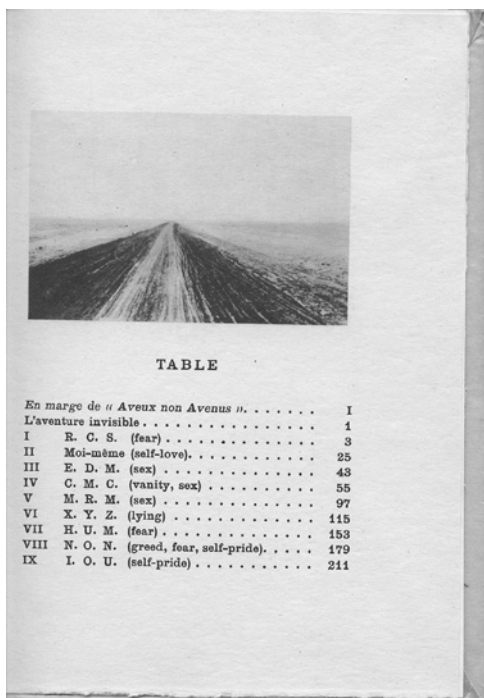 TABLE
En marge de « Aveux non Avenus ». . . . . . . I
L'aventure invisible . . . . . . . . . . . . . 1
I R. C. S. (fear) . . . . . . . . . . . . 3
II Moi-même (self-love). . . . . . . . . . 25
III E. D. M. (sex) . . . . . . . . . . . . 43
IV C. M. C. (vanity, sex) . . . . . . . . 55
V M. R. M. (sex) . . . . . . . . . . . . 97
VI X. Y. Z. (lying) . . . . . . . . . . . 115
VII H. U. M. (fear) . . . . . . . . . . . . 153
VIII N. O. N. (greed, fear, self-pride). . . . . 179
IX I. O. U. (self-pride) . . . . . . . . . . 211